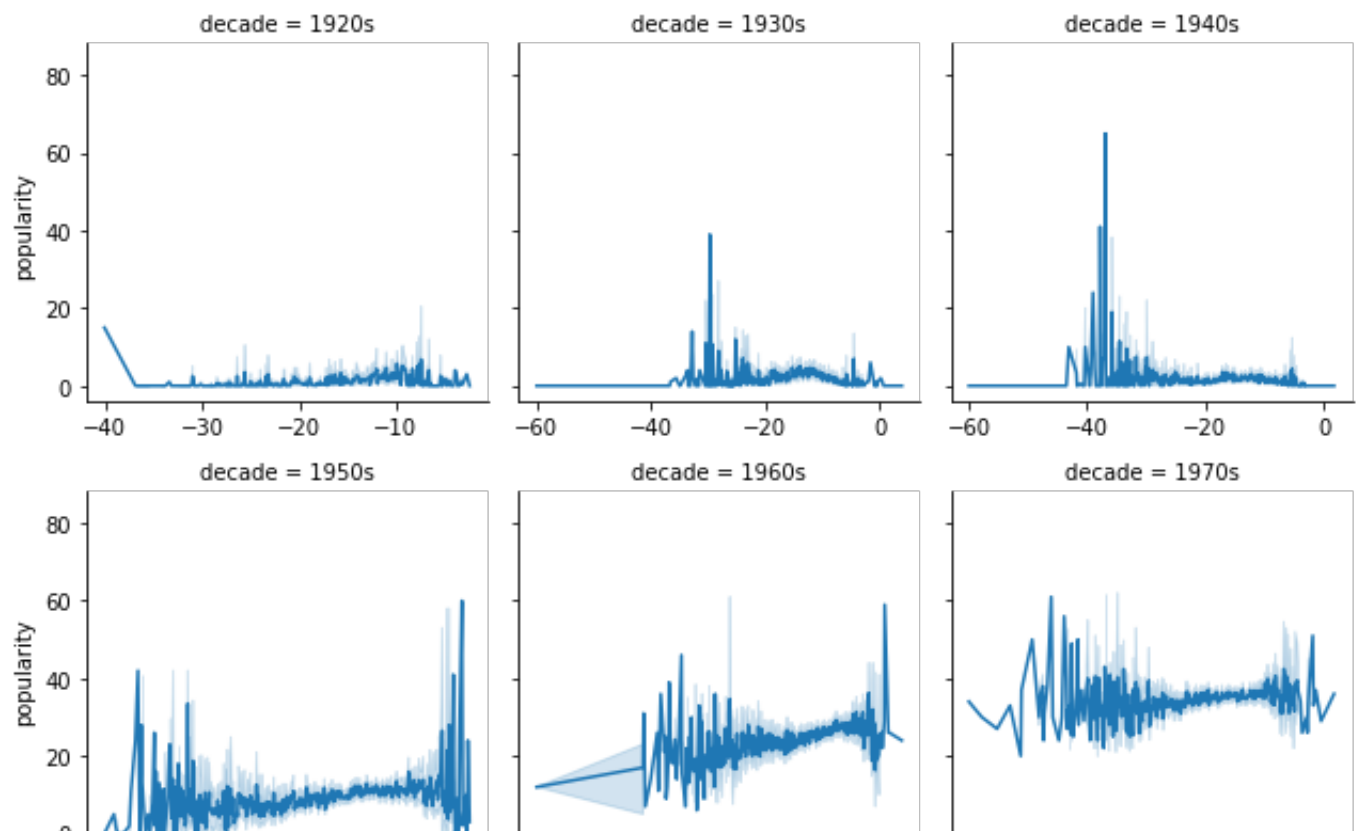 decade = 1920s
decade = 1930s
decade = 1940s
80
60
40
20
0
popularity
−40 −30 −20 −10
−60 −40 −20 0
−60 −40 −20 0
decade = 1950s
decade = 1960s
decade = 1970s
80
60
40
20
0
popularity